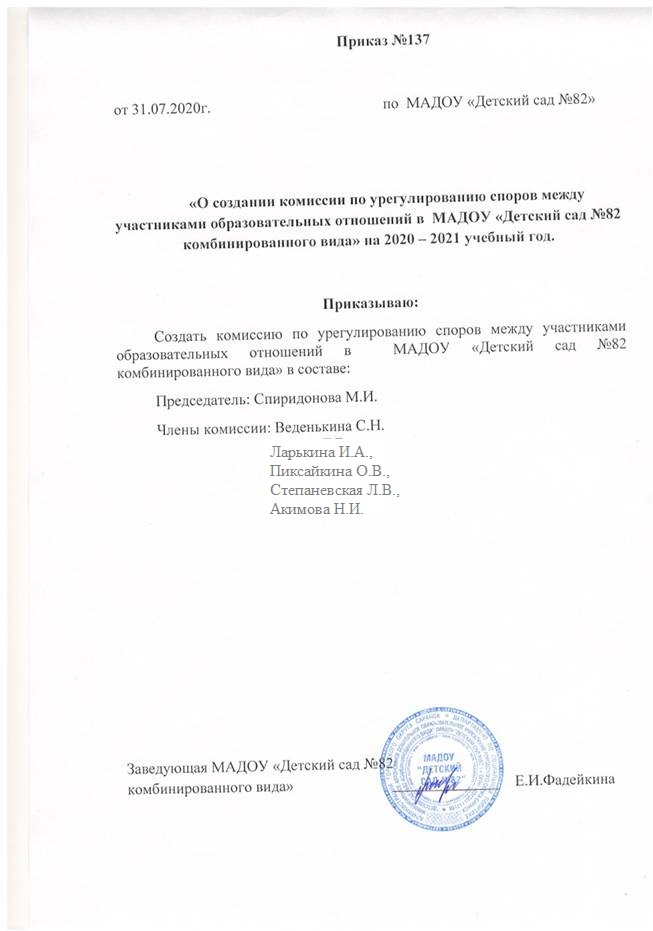 Приказ №137
от 31.07.2020г. по МАДОУ «Детский сад №82»
«О создании комиссии по урегулированию споров между
участниками образовательных отношений в МАДОУ «Детский сад №82
комбинированного вида» на 2020 – 2021 учебный год.
Приказываю:
Создать комиссию по урегулированию споров между участниками
образовательных отношений в МАДОУ «Детский сад №82
комбинированного вида» в составе:
Председатель: Спиридонова М.И.
Члены комиссии: Веденькина С.Н.
Ларькина И.А.,
Пиксайкина О.В.,
Степаневская Л.В.,
Акимова Н.И.
Заведующая МАДОУ «Детский сад №82
комбинированного вида» Е.И.Фадейкина
МАДОУ
"ДЕТСКИЙ
САД №82"